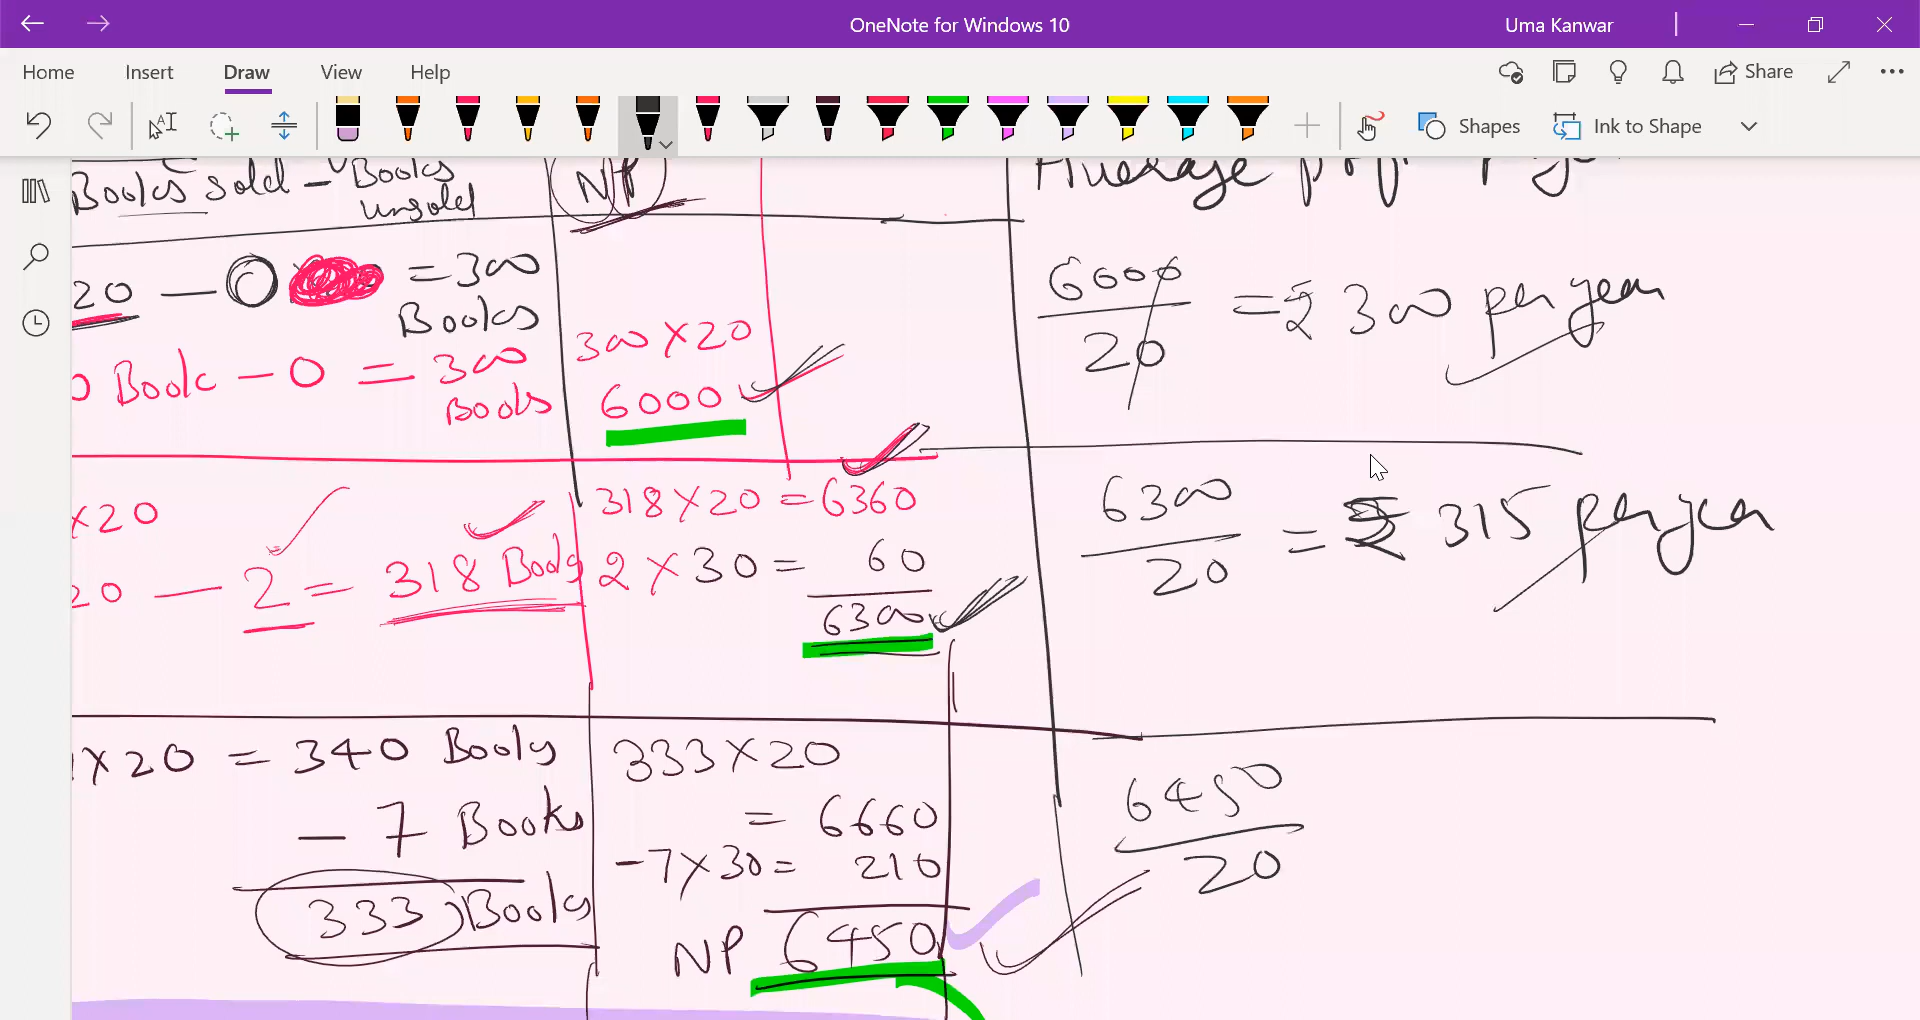 OneNote for Windows 10
Uma Kanwar
Home Insert Draw View Help
Share
Shapes Ink to Shape
Books sold - Books unsold
NP
Average
20 - 0 = 300 Books
0 Book - 0 = 300 Books
300 × 20
6000
6000/20 = ₹ 300 per year
×20
20 - 2 = 318 Books
318 × 20 = 6360
2 × 30 = 60
6300
6300/20 = ₹ 315 per year
×20 = 340 Books
- 7 Books
333 Books
333 × 20
= 6660
-7 × 30 = 210
NP 6450
6450/20